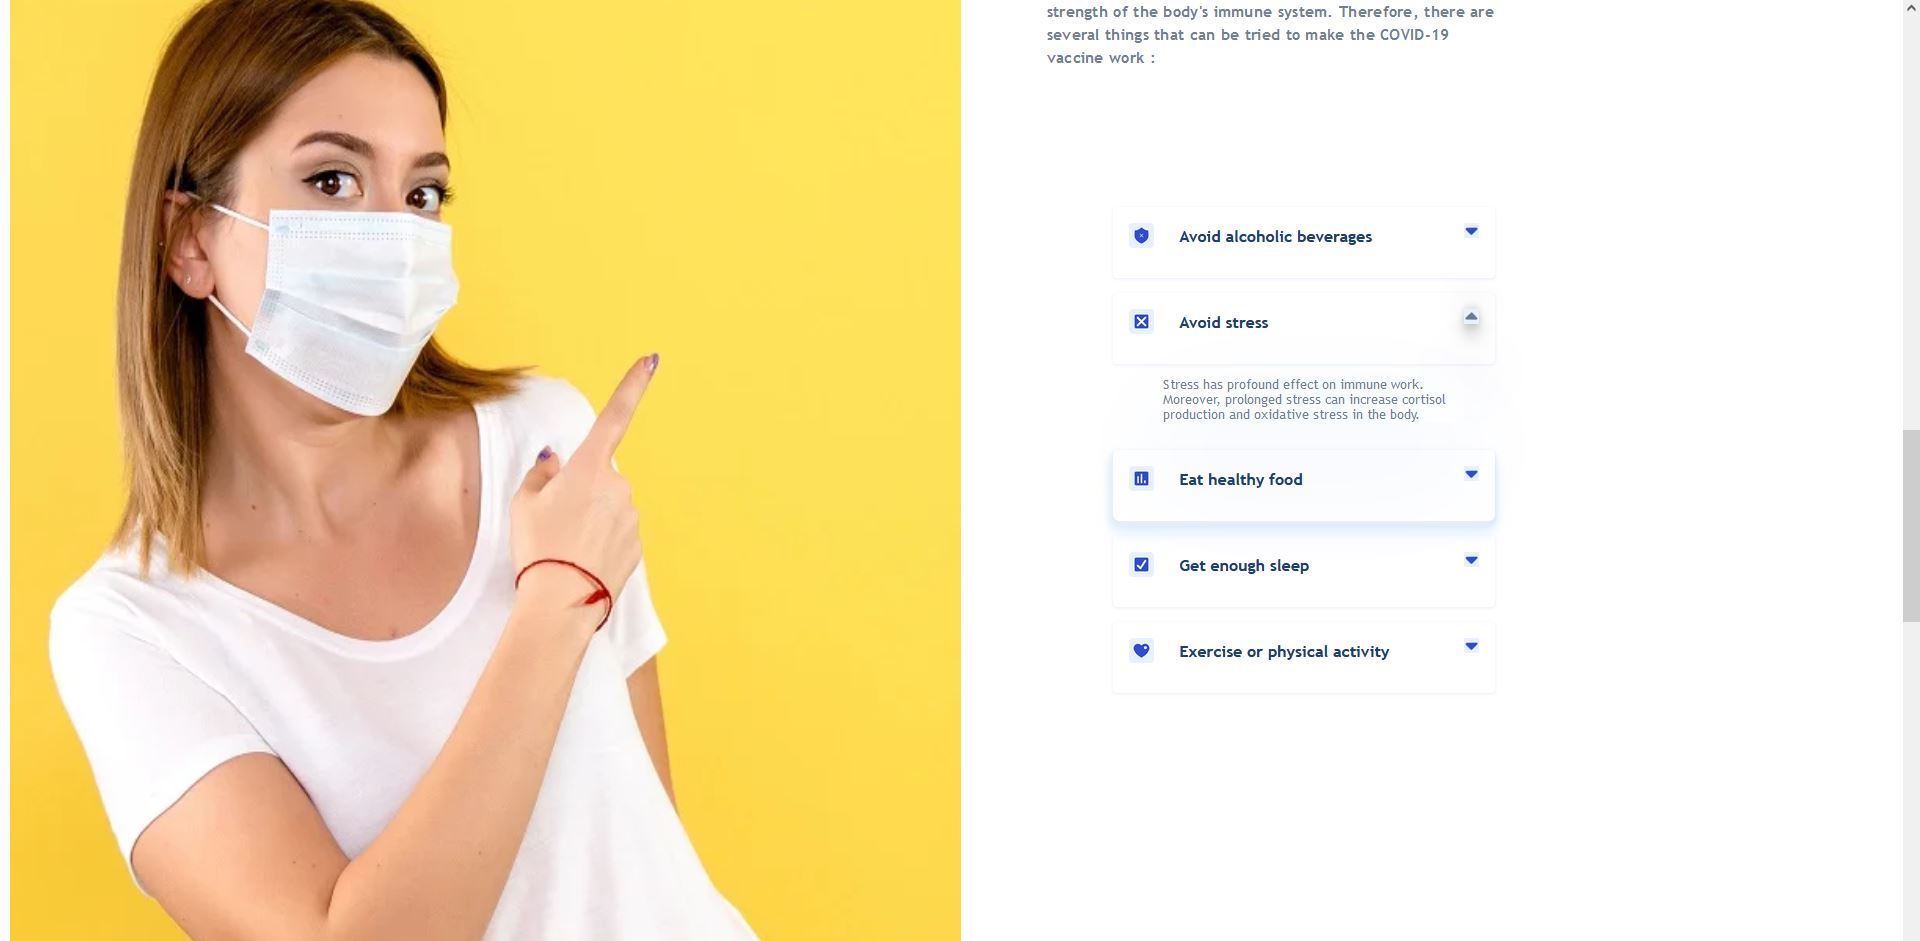 strength of the body's immune system. Therefore, there are
several things that can be tried to make the COVID-19
vaccine work :
Avoid alcoholic beverages
Avoid stress
Stress has profound effect on immune work.
Moreover, prolonged stress can increase cortisol
production and oxidative stress in the body.
Eat healthy food
Get enough sleep
Exercise or physical activity